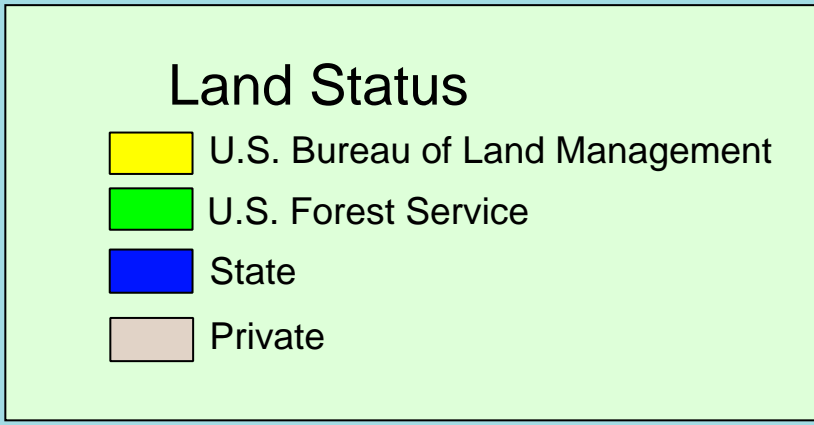 Land Status
U.S. Bureau of Land Management
U.S. Forest Service
State
Private